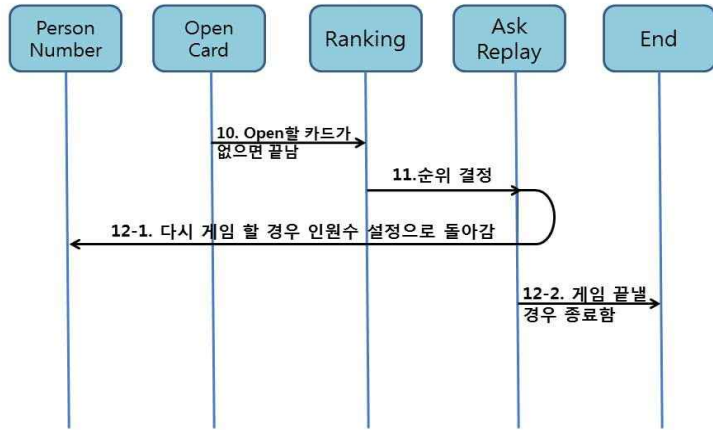 Person
Number
Open
Card
Ranking
Ask
Replay
End
10. Open할 카드가
없으면 끝남
11.순위 결정
12-1. 다시 게임 할 경우 인원수 설정으로 돌아감
12-2. 게임 끝낼
경우 종료함